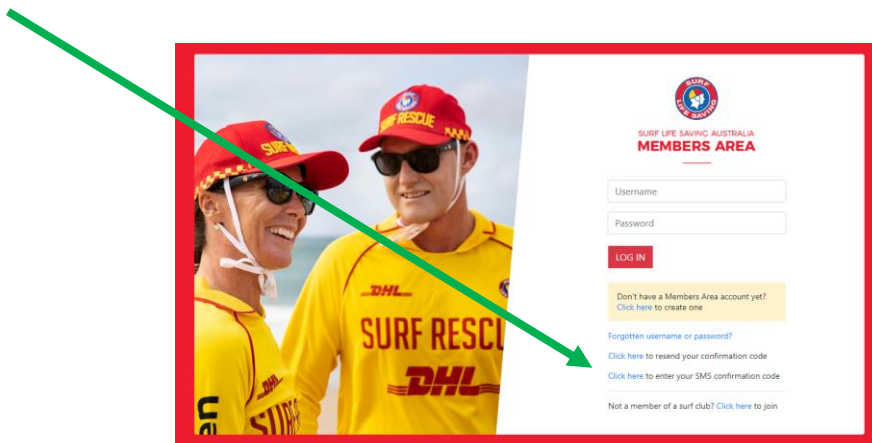 SURF RESCUE
SURF
DHL
SURF RESCU
DHL
SURF
en
SURF
LIFE SAVING
SURF LIFE SAVING AUSTRALIA
MEMBERS AREA
Username
Password
LOG IN
Don't have a Members Area account yet?
Click here to create one
Forgotten username or password?
Click here to resend your confirmation code
Click here to enter your SMS confirmation code
Not a member of a surf club? Click here to join